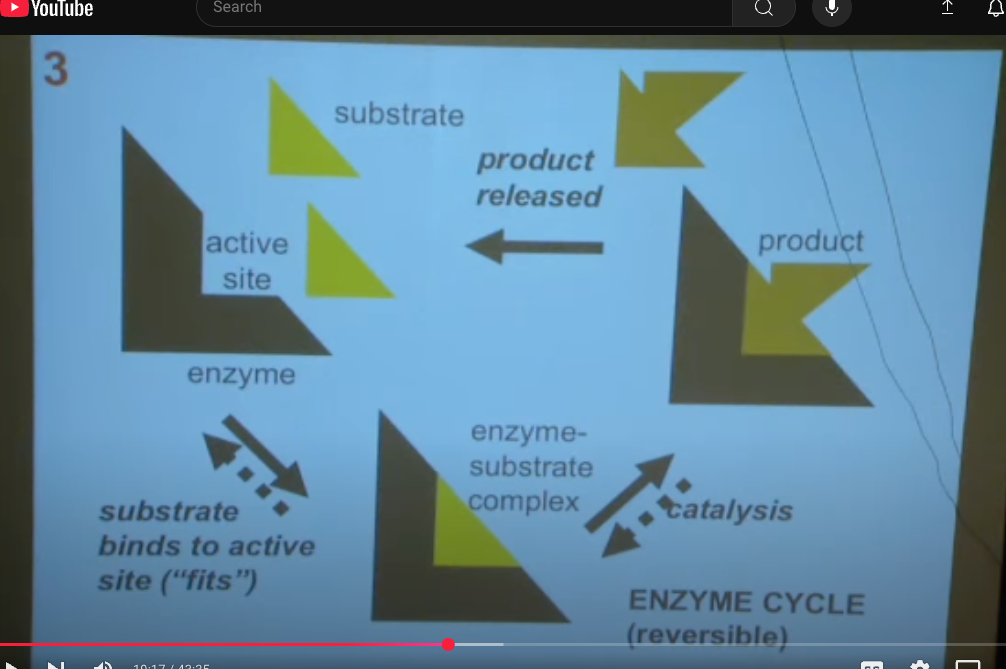 YouTube
Search
3
substrate
product
released
active
site
product
enzyme
enzyme-
substrate
complex
substrate
binds to active
site (“fits”)
catalysis
ENZYME CYCLE
(reversible)
10:17 / 43:35